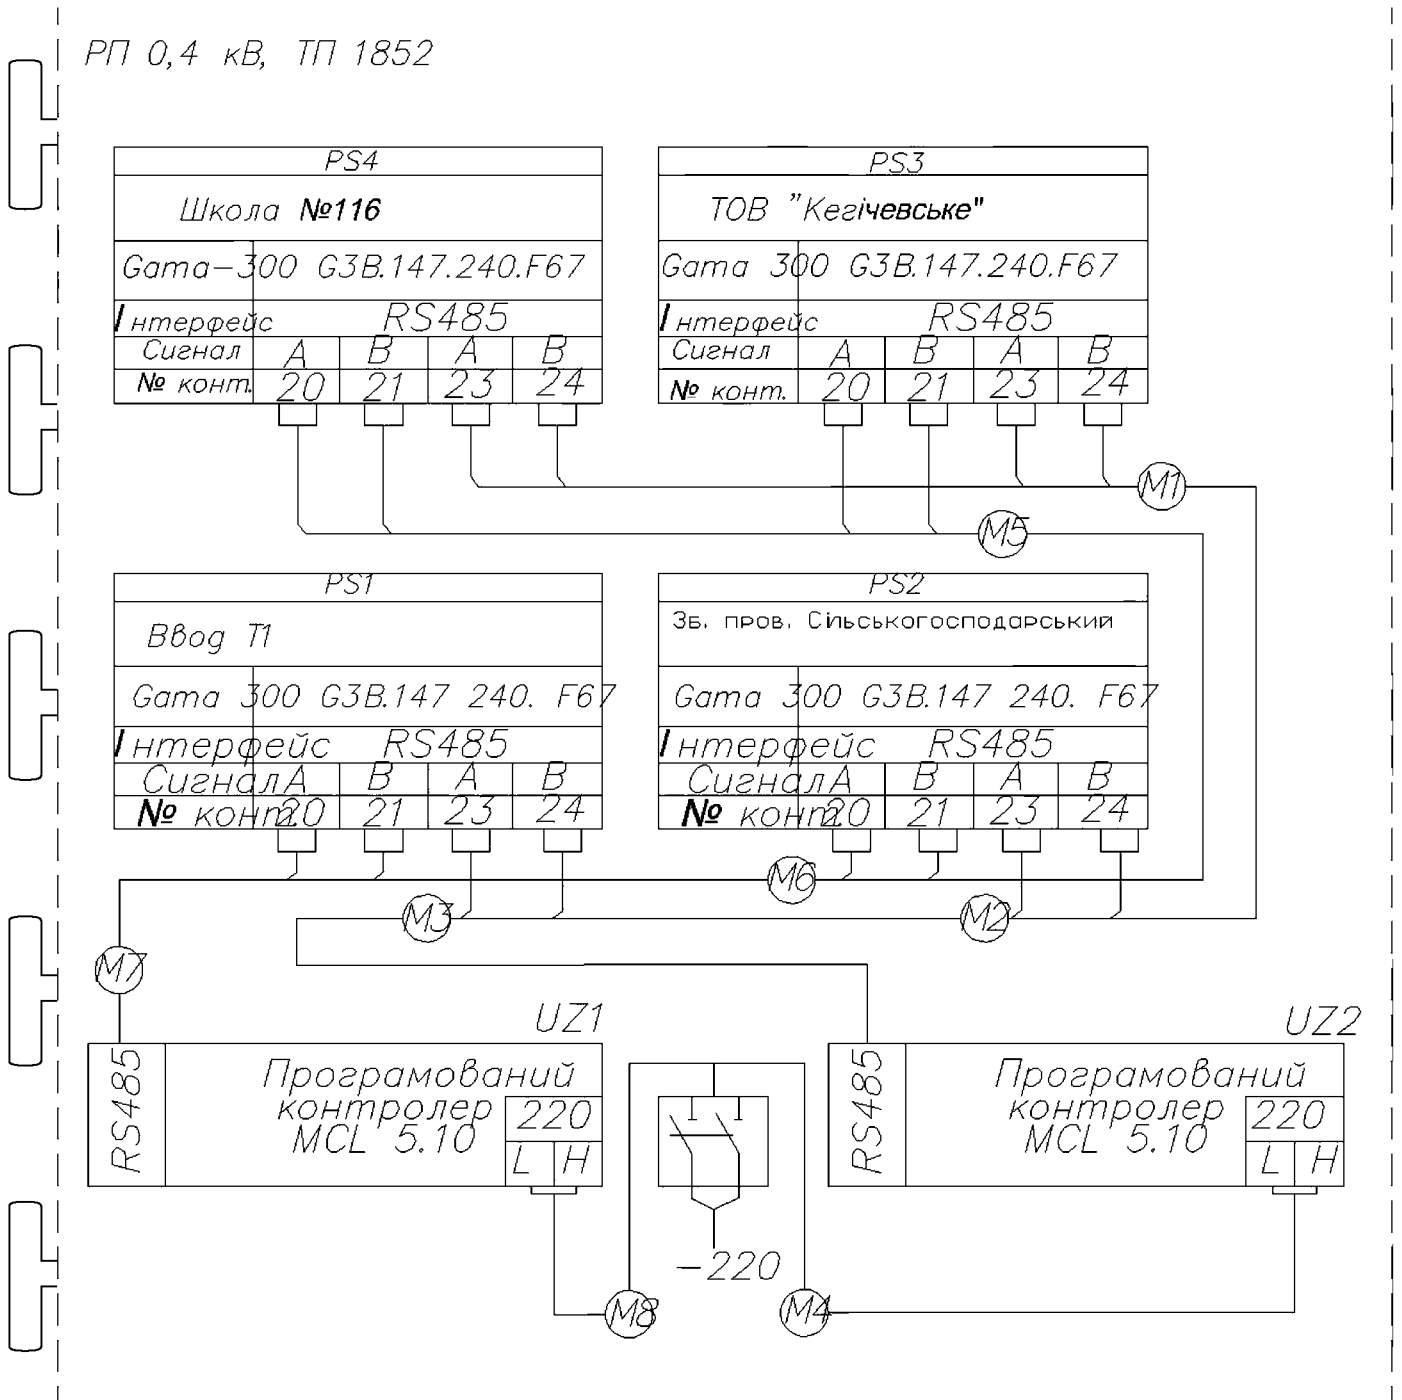 РП 0,4 кВ, ТП 1852
PS4
Школа №116
Gama-300 G3B.147.240.F67
Інтерфейс RS485
Сигнал A B A B
№ конт. 20 21 23 24
PS3
ТОВ "Кегічевське"
Gama 300 G3B.147.240.F67
Інтерфейс RS485
Сигнал A B A B
№ конт. 20 21 23 24
M1
M5
PS1
Ввод Т1
Gama 300 G3B.147 240. F67
Інтерфейс RS485
Сигнал A B A B
№ конт. 20 21 23 24
PS2
Зб. пров. Сільськогосподарський
Gama 300 G3B.147 240. F67
Інтерфейс RS485
Сигнал A B A B
№ конт. 20 21 23 24
M6
M3
M2
M7
UZ1
RS485
Програмований
контролер
MCL 5.10
220
L H
UZ2
RS485
Програмований
контролер
MCL 5.10
220
L H
-220
M8
M4